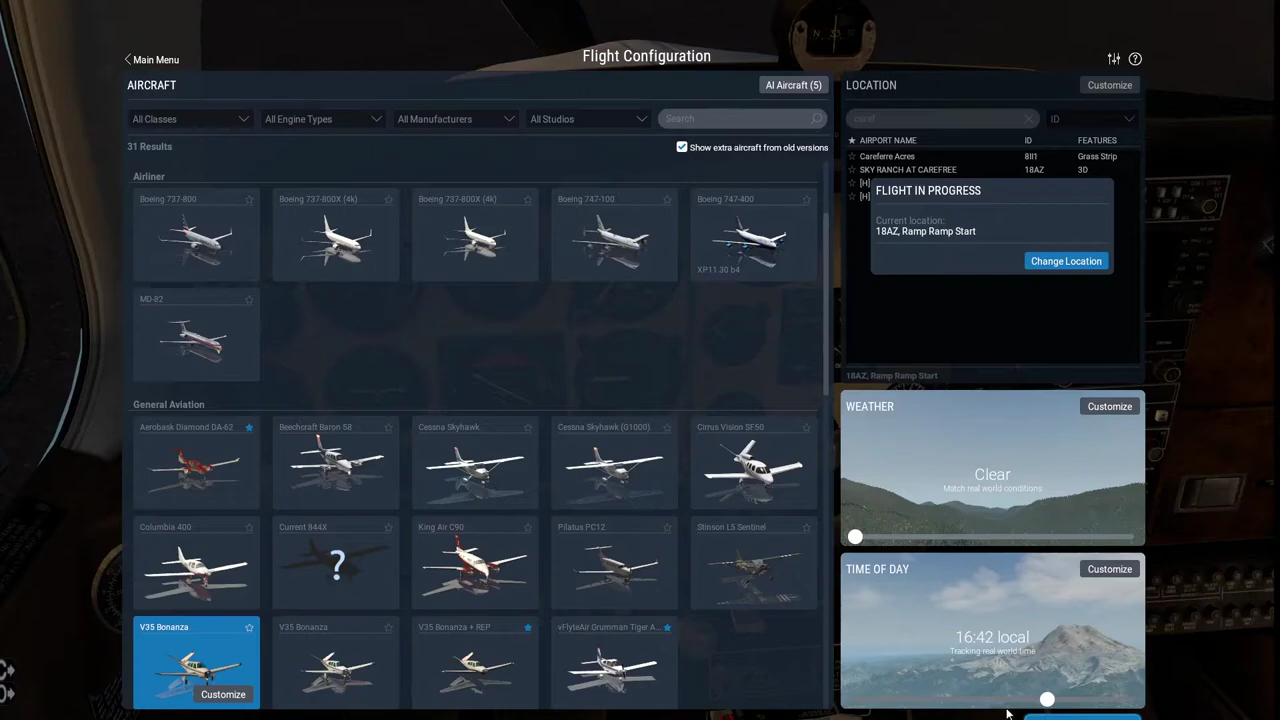 Main Menu
Flight Configuration
AIRCRAFT
AI Aircraft (5)
All Classes
All Engine Types
All Manufacturers
All Studios
Search
31 Results
Show extra aircraft from old versions
Airliner
Boeing 737-800
Boeing 737-800X (4k)
Boeing 737-800X (4k)
Boeing 747-100
Boeing 747-400
XP11.30 b4
MD-82
General Aviation
Aerobask Diamond DA-62
Beechcraft Baron 58
Cessna Skyhawk
Cessna Skyhawk (G1000)
Cirrus Vision SF50
Columbia 400
Current 844X
?
King Air C90
Pilatus PC12
Stinson L5 Sentinel
V35 Bonanza
Customize
V35 Bonanza
V35 Bonanza + REP
vFlyteAir Grumman Tiger A...
LOCATION
Customize
caref
ID
AIRPORT NAME ID FEATURES
Careferre Acres 8II1 Grass Strip
SKY RANCH AT CAREFREE 18AZ 3D
[H]
[H]
FLIGHT IN PROGRESS
Current location:
18AZ, Ramp Ramp Start
Change Location
18AZ, Ramp Ramp Start
WEATHER
Customize
Clear
Match real world conditions
TIME OF DAY
Customize
16:42 local
Tracking real world time